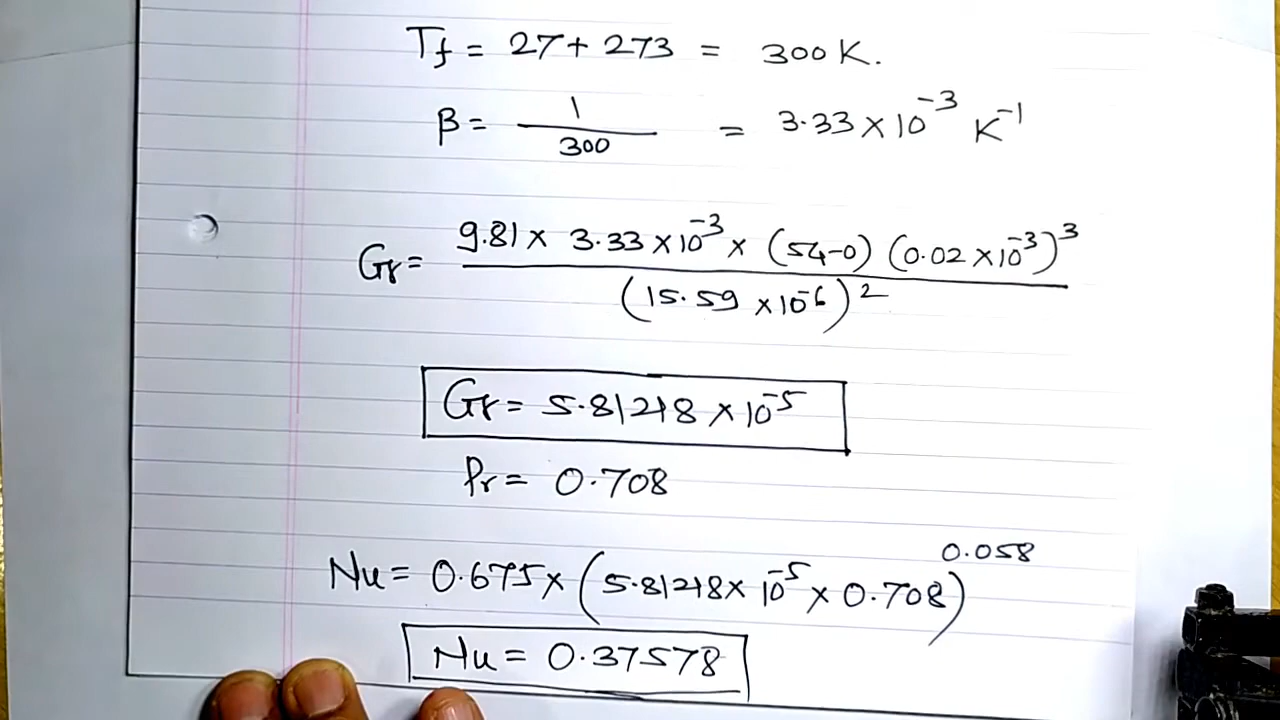 Tf = 27 + 273 = 300 K.
β = 1/300 = 3.33 × 10⁻³ K⁻¹
Gr = 9.81 × 3.33 × 10⁻³ × (54-0) (0.02 × 10⁻³)³ / (15.59 × 10⁻⁶)²
Gr = 5.81218 × 10⁻⁵
Pr = 0.708
Nu = 0.675 × (5.81218 × 10⁻⁵ × 0.708)^0.058
Nu = 0.37578